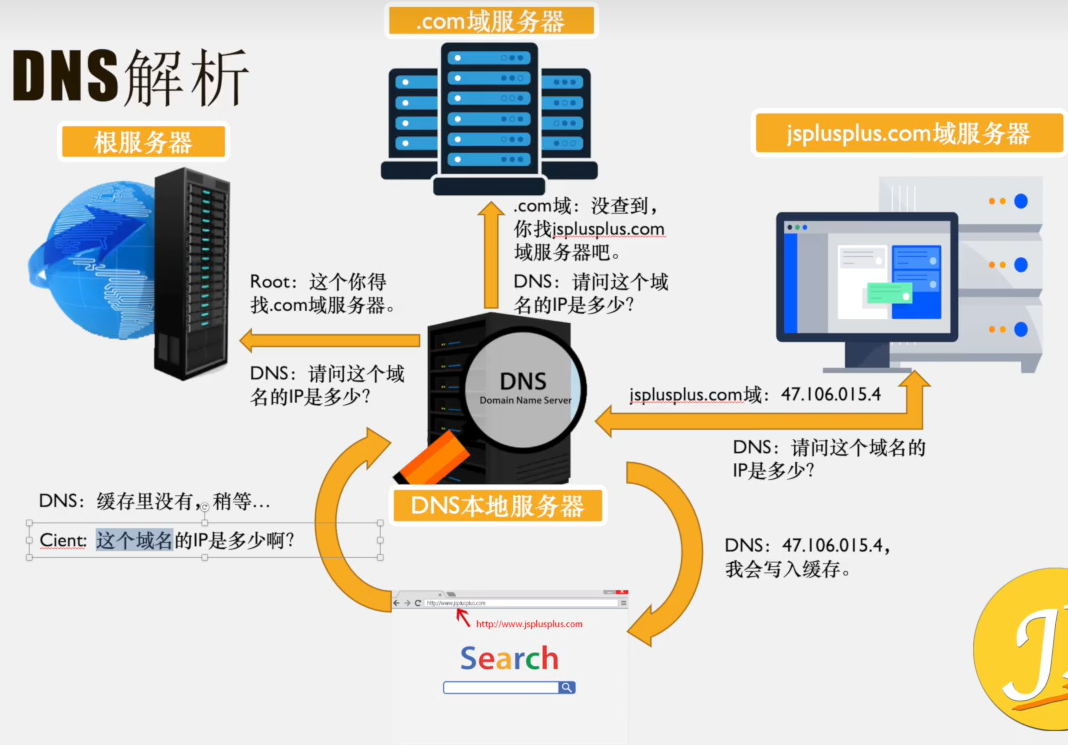 .com域服务器
DNS解析
根服务器
jsplusplus.com域服务器
.com域：没查到，
你找jsplusplus.com
域服务器吧。
DNS：请问这个域
名的IP是多少？
Root：这个你得
找.com域服务器。
DNS：请问这个域
名的IP是多少？
DNS
Domain Name Server
jsplusplus.com域：47.106.015.4
DNS：请问这个域名的
IP是多少？
DNS：缓存里没有，稍等…
Cient: 这个域名的IP是多少啊？
DNS本地服务器
DNS：47.106.015.4，
我会写入缓存。
http://www.jsplusplus.com
http://www.jsplusplus.com
Search